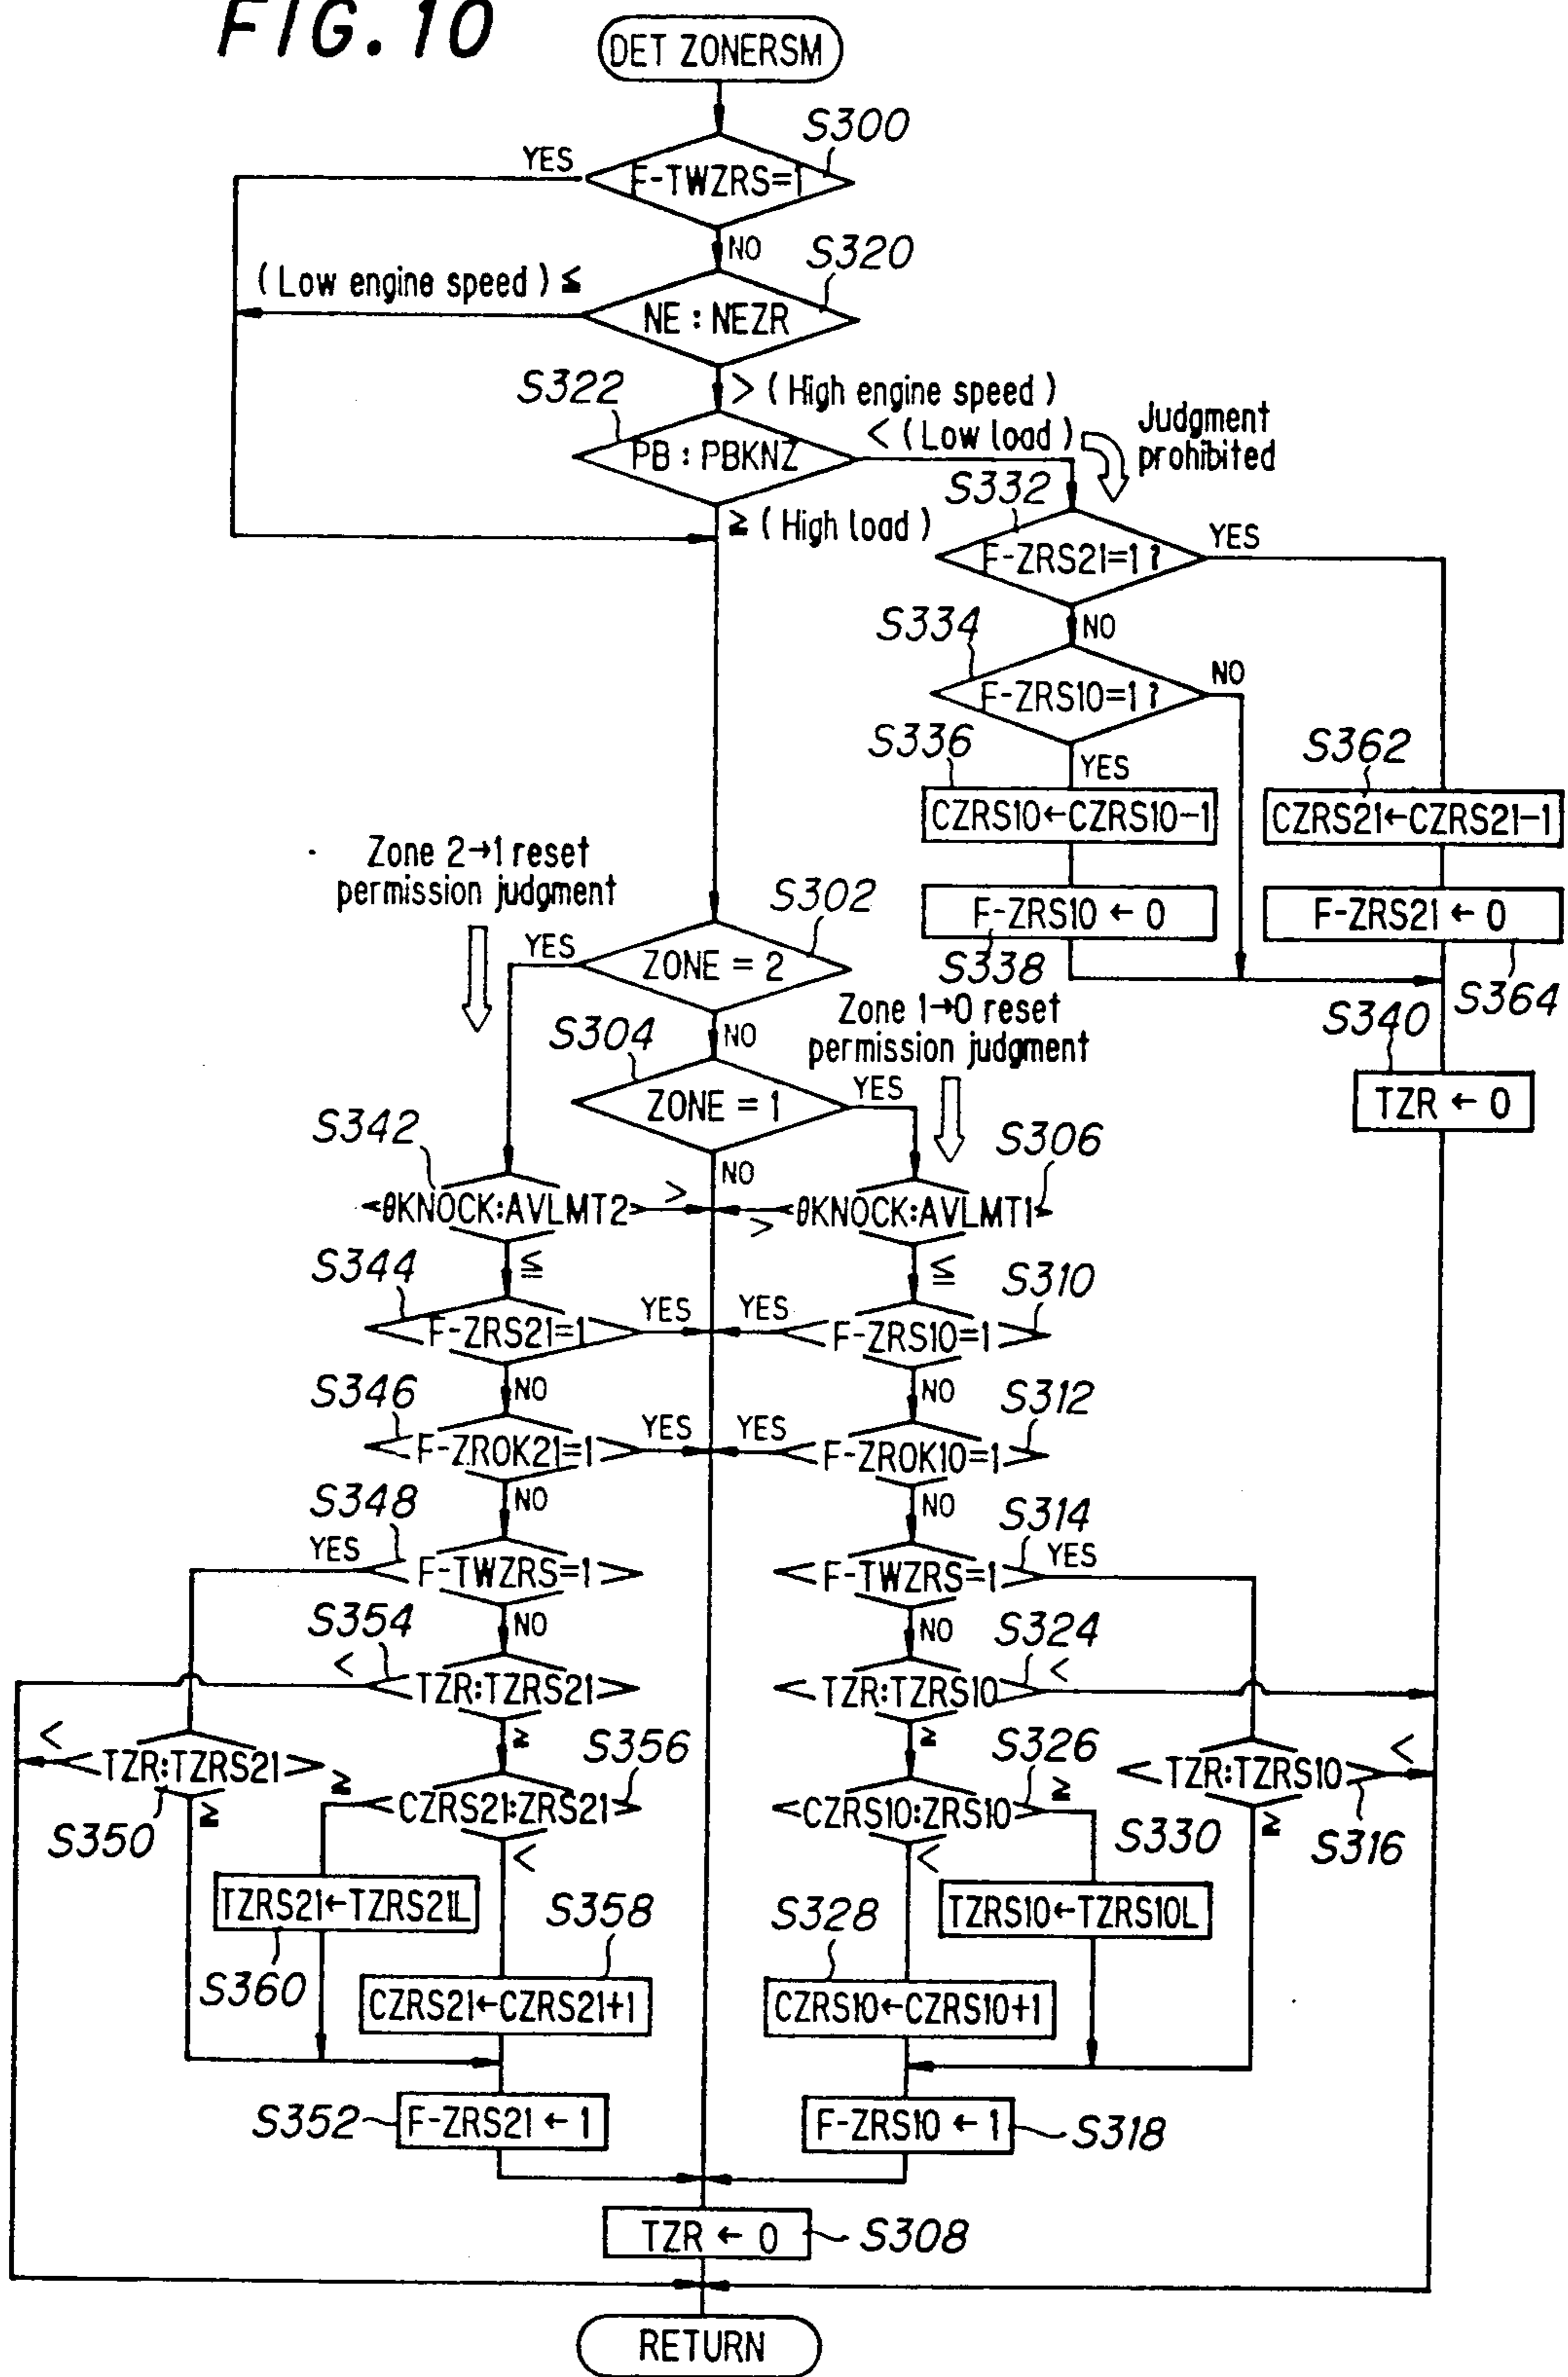 FIG. 10
DET ZONERSM
S300
YES
F-TWZRS=1
NO
S320
(Low engine speed) ≤
NE : NEZR
S322
> (High engine speed)
< (Low load)
Judgment
prohibited
PB : PBKNZ
S332
≥ (High load)
F-ZRS21=1?
YES
S334
NO
F-ZRS10=1?
NO
S336
YES
S362
CZRS10←CZRS10-1
CZRS21←CZRS21-1
Zone 2→1 reset
permission judgment
S302
F-ZRS10 ← 0
F-ZRS21 ← 0
YES
ZONE = 2
S338
S364
S304
NO
Zone 1→0 reset
permission judgment
S340
ZONE = 1
YES
TZR ← 0
S342
S306
NO
θKNOCK:AVLMT2
>
>
θKNOCK:AVLMT1
S344
≤
≤
S310
F-ZRS21=1
YES
YES
F-ZRS10=1
S346
NO
NO
S312
F-ZROK21=1
YES
YES
F-ZROK10=1
S348
NO
NO
S314
YES
F-TWZRS=1
F-TWZRS=1
YES
S354
NO
NO
S324
<
TZR:TZRS21
TZR:TZRS10
<
<
TZR:TZRS21
≥
S356
≥
S326
TZR:TZRS10
<
S350
≥
≥
CZRS21:ZRS21
CZRS10:ZRS10
≥
S330
≥
S316
<
<
TZRS21←TZRS21L
S358
S328
TZRS10←TZRS10L
S360
CZRS21←CZRS21+1
CZRS10←CZRS10+1
S352
F-ZRS21 ← 1
F-ZRS10 ← 1
S318
TZR ← 0
S308
RETURN